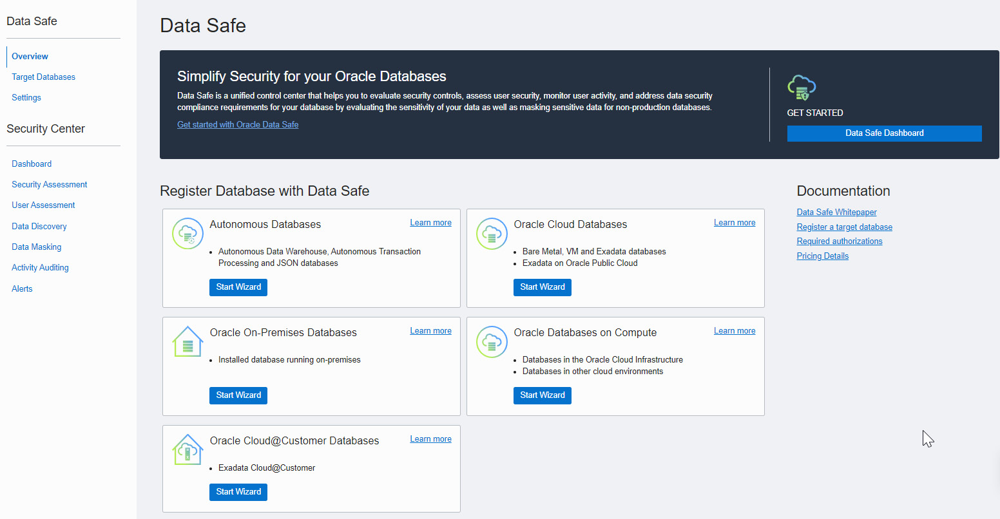 Data Safe
Overview
Target Databases
Settings
Security Center
Dashboard
Security Assessment
User Assessment
Data Discovery
Data Masking
Activity Auditing
Alerts
Data Safe
Simplify Security for your Oracle Databases
Data Safe is a unified control center that helps you to evaluate security controls, assess user security, monitor user activity, and address data security
compliance requirements for your database by evaluating the sensitivity of your data as well as masking sensitive data for non-production databases.
Get started with Oracle Data Safe
GET STARTED
Data Safe Dashboard
Register Database with Data Safe
Autonomous Databases
Learn more
• Autonomous Data Warehouse, Autonomous Transaction
Processing and JSON databases
Start Wizard
Oracle Cloud Databases
Learn more
• Bare Metal, VM and Exadata databases
• Exadata on Oracle Public Cloud
Start Wizard
Oracle On-Premises Databases
Learn more
• Installed database running on-premises
Start Wizard
Oracle Databases on Compute
Learn more
• Databases in the Oracle Cloud Infrastructure
• Databases in other cloud environments
Start Wizard
Oracle Cloud@Customer Databases
Learn more
• Exadata Cloud@Customer
Start Wizard
Documentation
Data Safe Whitepaper
Register a target database
Required authorizations
Pricing Details